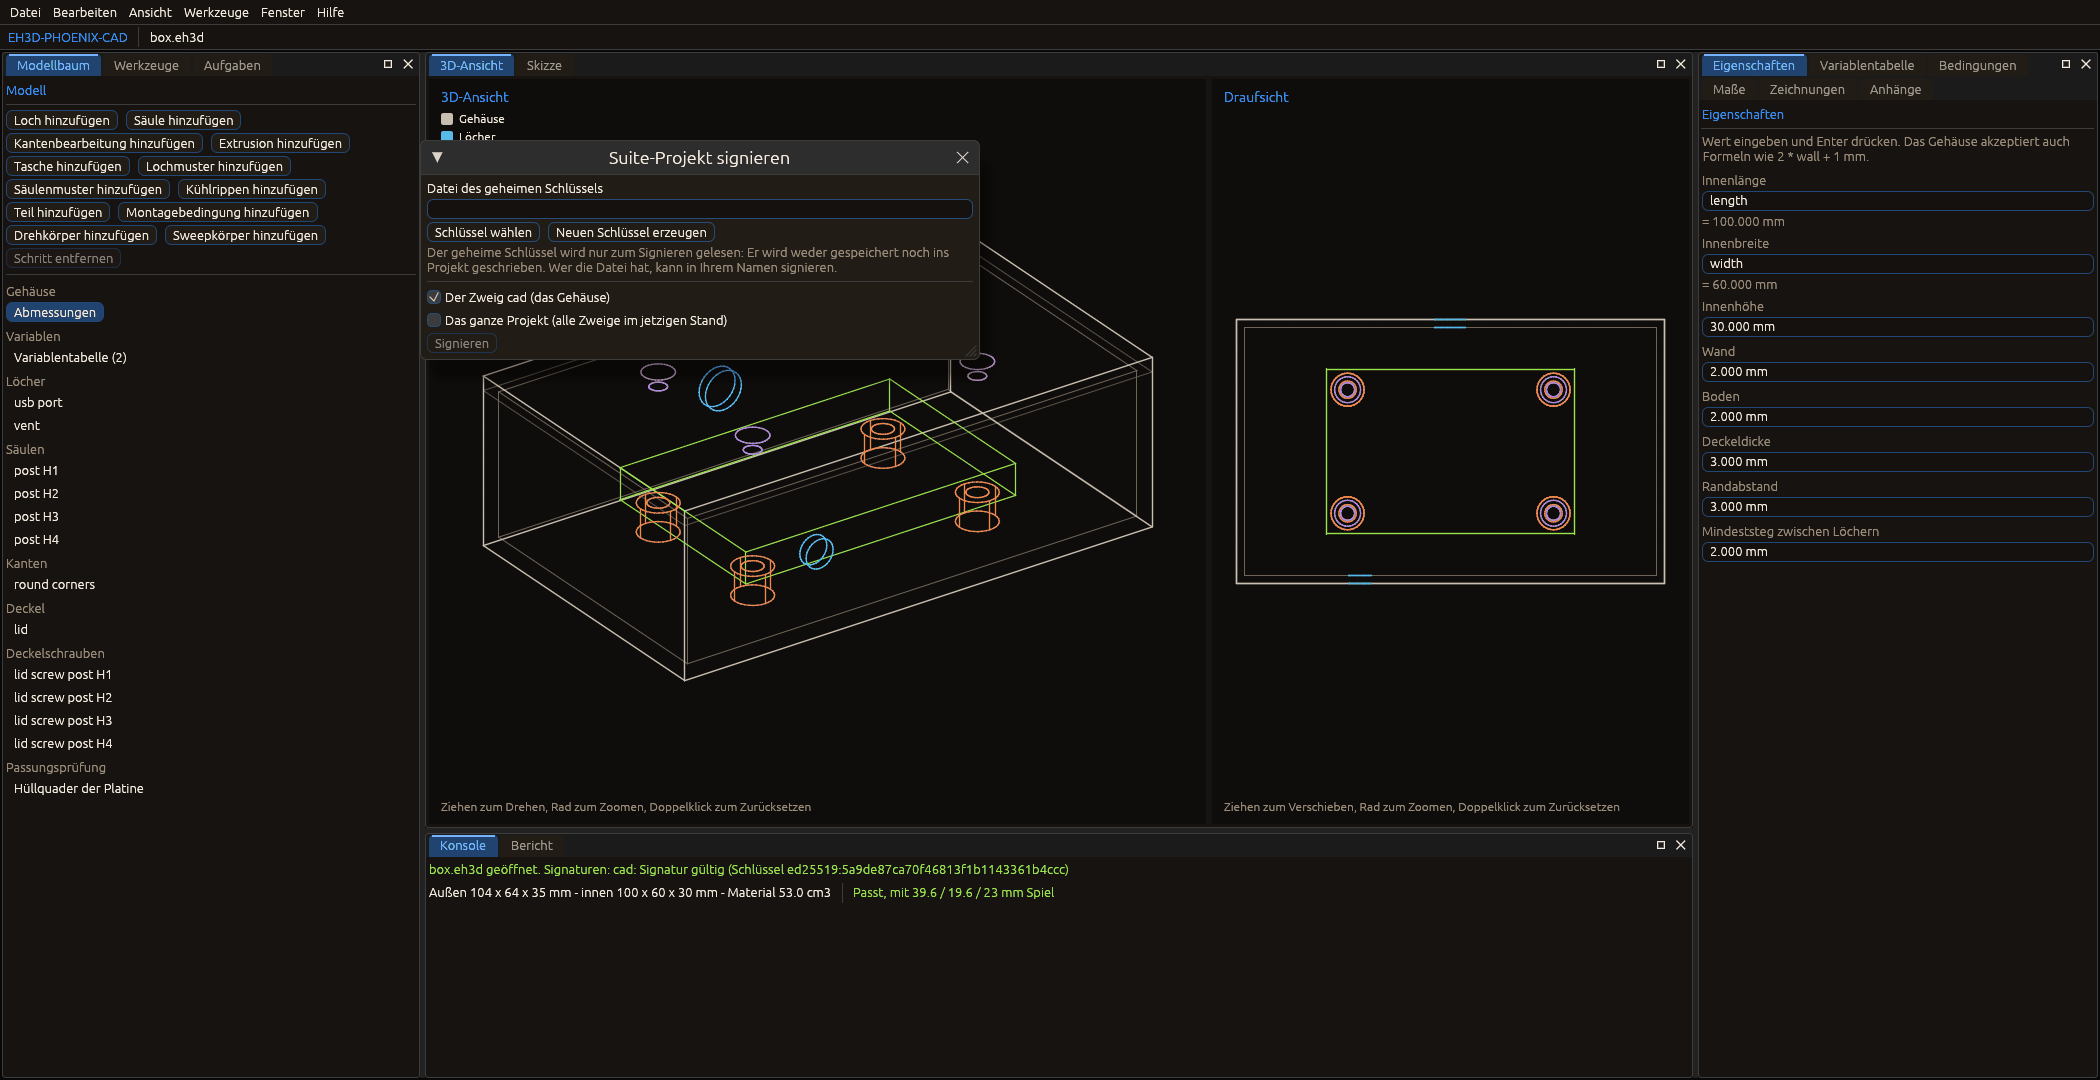 Datei Bearbeiten Ansicht Werkzeuge Fenster Hilfe
EH3D-PHOENIX-CAD box.eh3d
Modellbaum Werkzeuge Aufgaben
Modell
Loch hinzufügen Säule hinzufügen
Kantenbearbeitung hinzufügen Extrusion hinzufügen
Tasche hinzufügen Lochmuster hinzufügen
Säulenmuster hinzufügen Kühlrippen hinzufügen
Teil hinzufügen Montagebedingung hinzufügen
Drehkörper hinzufügen Sweepkörper hinzufügen
Schritt entfernen
Gehäuse
Abmessungen
Variablen
Variablentabelle (2)
Löcher
usb port
vent
Säulen
post H1
post H2
post H3
post H4
Kanten
round corners
Deckel
lid
Deckelschrauben
lid screw post H1
lid screw post H2
lid screw post H3
lid screw post H4
Passungsprüfung
Hüllquader der Platine
3D-Ansicht Skizze
3D-Ansicht
Gehäuse
Löcher
Suite-Projekt signieren
Datei des geheimen Schlüssels
Schlüssel wählen Neuen Schlüssel erzeugen
Der geheime Schlüssel wird nur zum Signieren gelesen: Er wird weder gespeichert noch ins
Projekt geschrieben. Wer die Datei hat, kann in Ihrem Namen signieren.
Der Zweig cad (das Gehäuse)
Das ganze Projekt (alle Zweige im jetzigen Stand)
Signieren
Ziehen zum Drehen, Rad zum Zoomen, Doppelklick zum Zurücksetzen
Draufsicht
Ziehen zum Verschieben, Rad zum Zoomen, Doppelklick zum Zurücksetzen
Konsole Bericht
box.eh3d geöffnet. Signaturen: cad: Signatur gültig (Schlüssel ed25519:5a9de87ca70f46813f1b1143361b4ccc)
Außen 104 x 64 x 35 mm - innen 100 x 60 x 30 mm - Material 53.0 cm3 Passt, mit 39.6 / 19.6 / 23 mm Spiel
Eigenschaften Variablentabelle Bedingungen
Maße Zeichnungen Anhänge
Eigenschaften
Wert eingeben und Enter drücken. Das Gehäuse akzeptiert auch
Formeln wie 2 * wall + 1 mm.
Innenlänge
length
= 100.000 mm
Innenbreite
width
= 60.000 mm
Innenhöhe
30.000 mm
Wand
2.000 mm
Boden
2.000 mm
Deckeldicke
3.000 mm
Randabstand
3.000 mm
Mindeststeg zwischen Löchern
2.000 mm